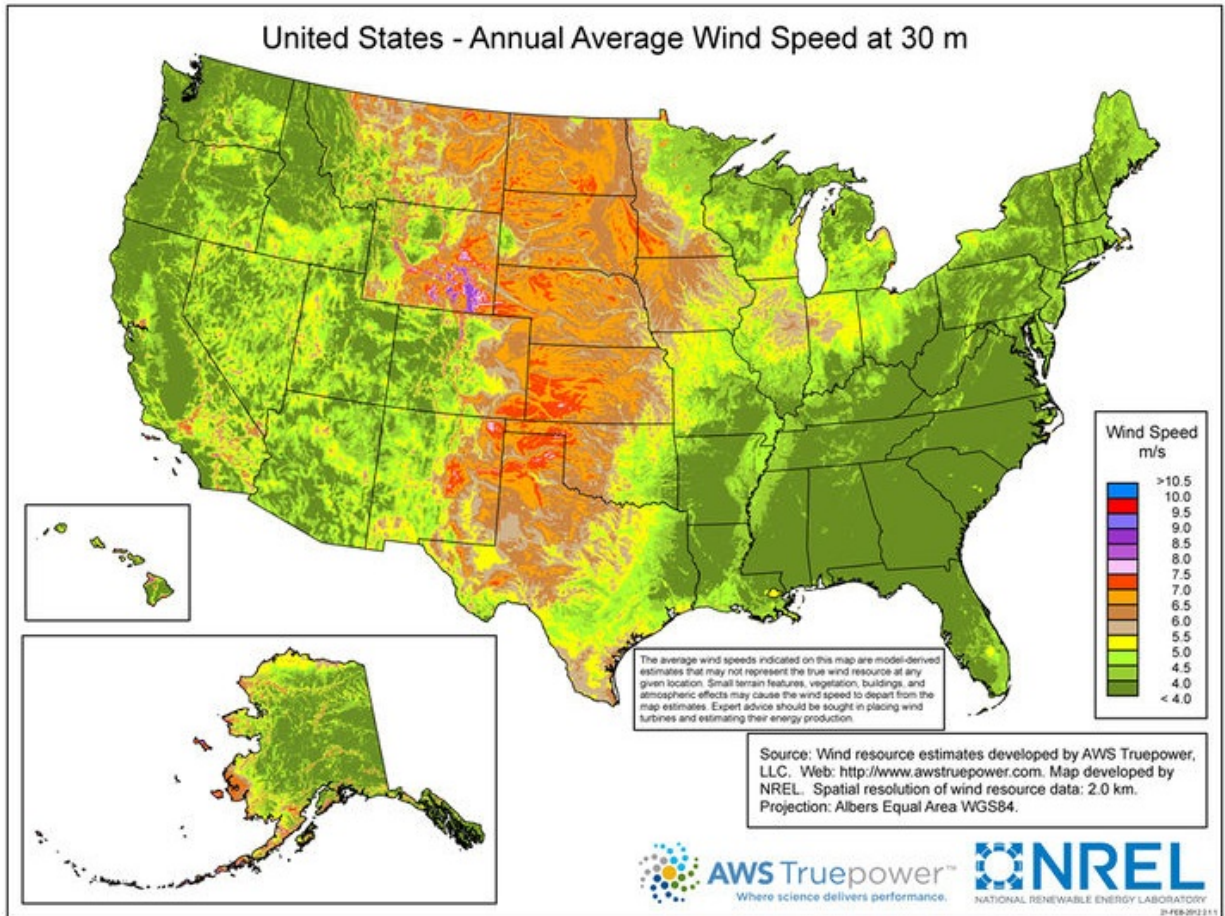 United States - Annual Average Wind Speed at 30 m
Wind Speed
m/s
>10.5
10.0
9.5
9.0
8.5
8.0
7.5
7.0
6.5
6.0
5.5
5.0
4.5
4.0
< 4.0
The average wind speeds indicated on this map are model-derived
estimates that may not represent the true wind resource at any
given location. Small terrain features, vegetation, buildings, and
atmospheric effects may cause the wind speed to depart from the
map estimates. Expert advice should be sought in placing wind
turbines and estimating their energy production.
Source: Wind resource estimates developed by AWS Truepower,
LLC. Web: http://www.awstruepower.com. Map developed by
NREL. Spatial resolution of wind resource data: 2.0 km.
Projection: Albers Equal Area WGS84.
AWS Truepower™
Where science delivers performance.
NREL
NATIONAL RENEWABLE ENERGY LABORATORY
21-FEB-2012 2.1.1